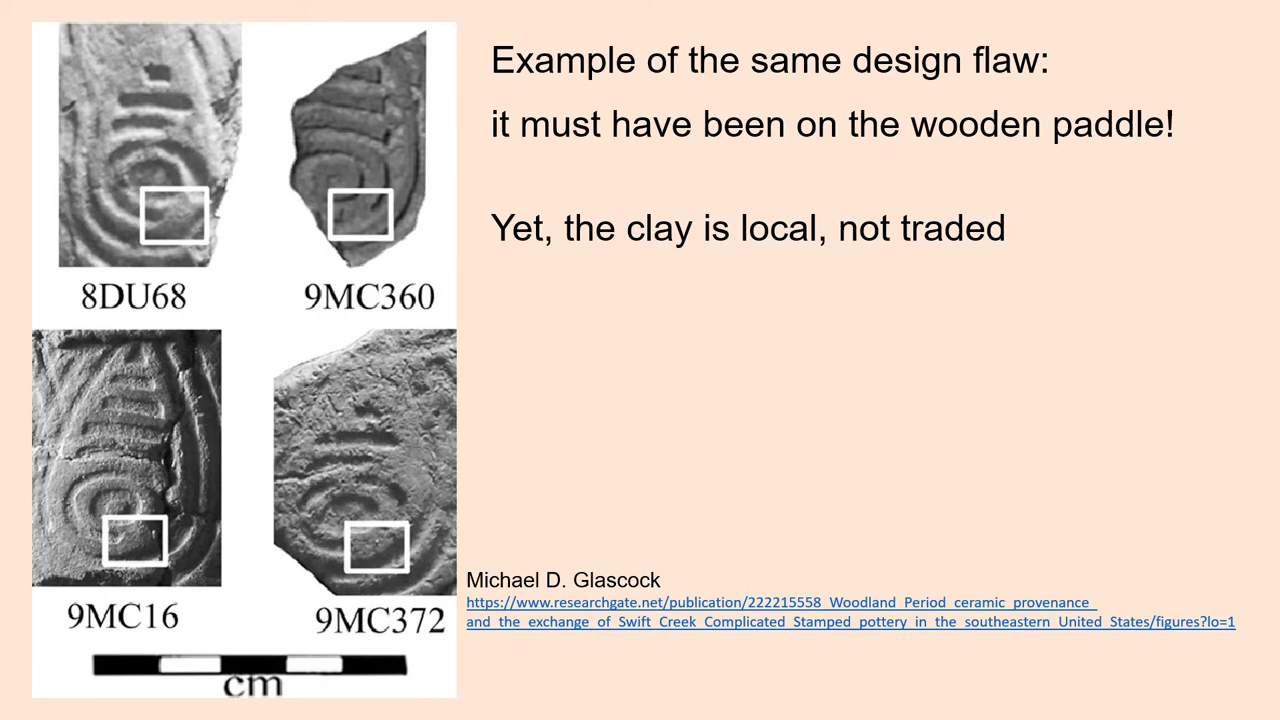 Example of the same design flaw:
it must have been on the wooden paddle!
Yet, the clay is local, not traded
8DU68
9MC360
9MC16
9MC372
cm
Michael D. Glascock
https://www.researchgate.net/publication/222215558_Woodland_Period_ceramic_provenance_
and_the_exchange_of_Swift_Creek_Complicated_Stamped_pottery_in_the_southeastern_United_States/figures?lo=1